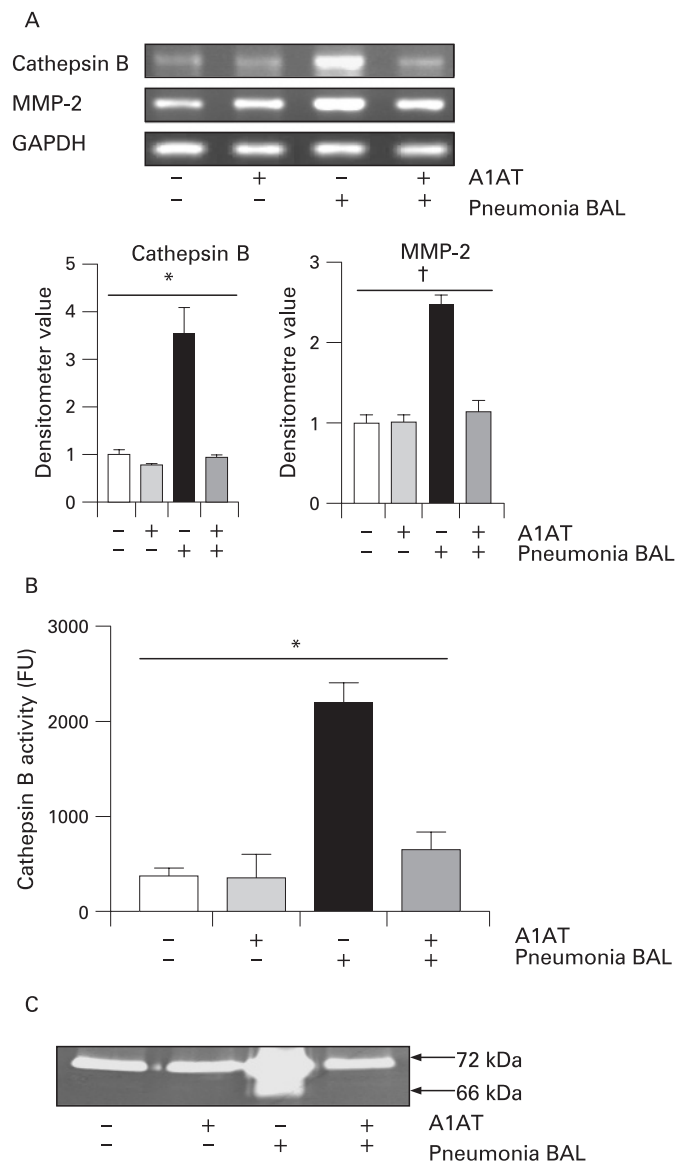 A
Cathepsin B
MMP-2
GAPDH
– + – + A1AT
– – + + Pneumonia BAL
Cathepsin B
*
Densitometer value
5
4
3
2
1
0
– + – +
– – + +
MMP-2
†
Densitometre value
3
2
1
0
– + – + A1AT
– – + + Pneumonia BAL
B
*
Cathepsin B activity (FU)
3000
2000
1000
0
– + – + A1AT
– – + + Pneumonia BAL
C
72 kDa
66 kDa
– + – + A1AT
– – + + Pneumonia BAL